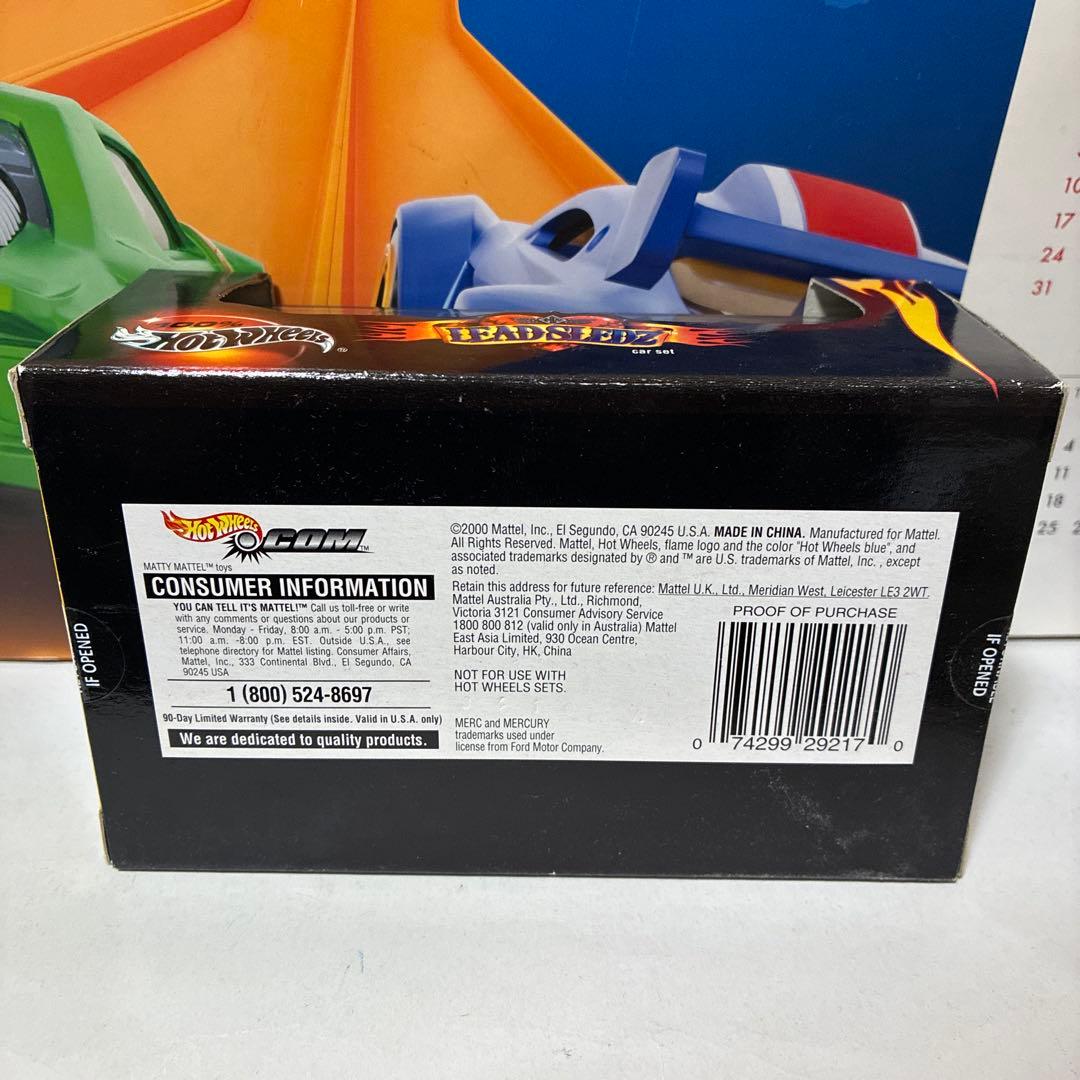 10
17
24
31
100%
HOT WHEELS®
LEADSLEDZ
car set
4
11
18
25 2
IF OPENED
IF OPENED
HOT WHEELS.COM™
MATTY MATTEL™ toys
CONSUMER INFORMATION
YOU CAN TELL IT'S MATTEL!™ Call us toll-free or write
with any comments or questions about our products or
service. Monday - Friday, 8:00 a.m. - 5:00 p.m. PST;
11:00 a.m. -8:00 p.m. EST. Outside U.S.A., see
telephone directory for Mattel listing. Consumer Affairs,
Mattel, Inc., 333 Continental Blvd., El Segundo, CA
90245 USA
1 (800) 524-8697
90-Day Limited Warranty (See details inside. Valid in U.S.A. only)
We are dedicated to quality products.
©2000 Mattel, Inc., El Segundo, CA 90245 U.S.A. MADE IN CHINA. Manufactured for Mattel.
All Rights Reserved. Mattel, Hot Wheels, flame logo and the color "Hot Wheels blue", and
associated trademarks designated by ® and ™ are U.S. trademarks of Mattel, Inc. , except
as noted.
Retain this address for future reference: Mattel U.K., Ltd., Meridian West, Leicester LE3 2WT.
Mattel Australia Pty., Ltd., Richmond,
Victoria 3121 Consumer Advisory Service
1800 800 812 (valid only in Australia) Mattel
East Asia Limited, 930 Ocean Centre,
Harbour City, HK, China
NOT FOR USE WITH
HOT WHEELS SETS.
MERC and MERCURY
trademarks used under
license from Ford Motor Company.
PROOF OF PURCHASE
0 74299 29217 0